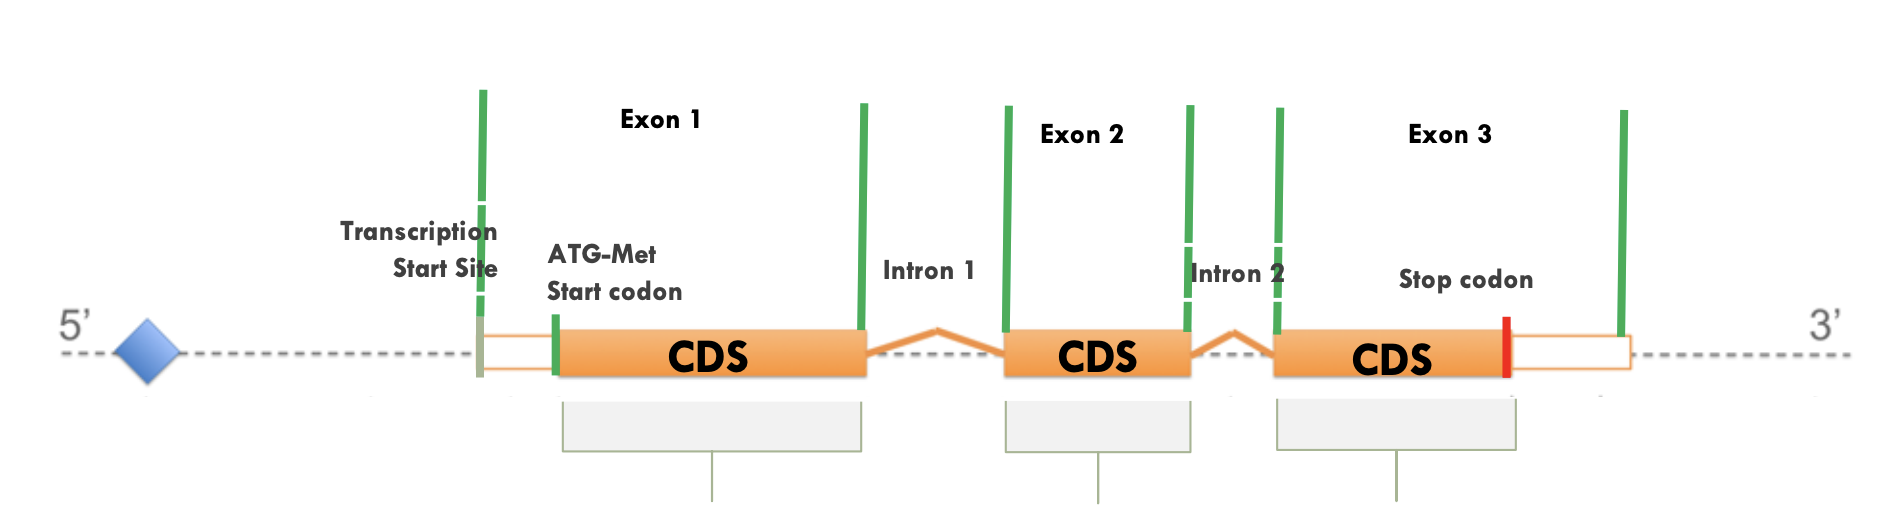 Exon 1
Exon 2
Exon 3
Transcription
Start Site
ATG-Met
Start codon
Intron 1
Intron 2
Stop codon
5’
3’
CDS
CDS
CDS